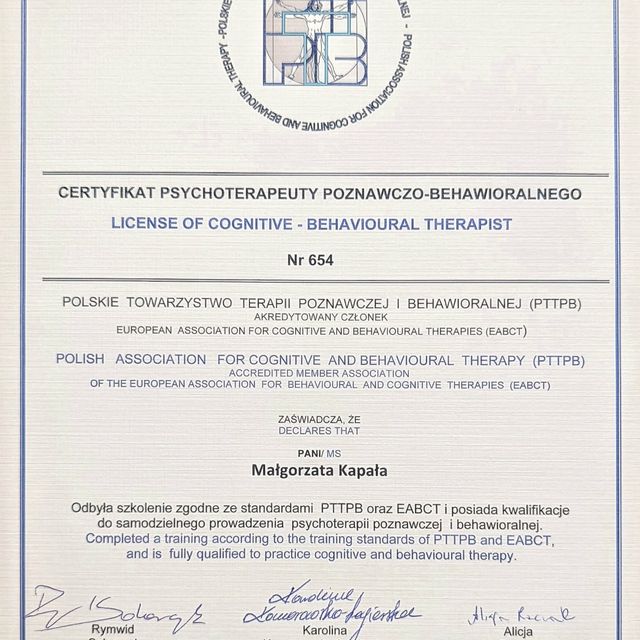 POLSKIE
LNEJ - POLISH ASSOCIATION FOR COGNITIVE AND BEHAVIOURAL THERAPY -
CERTYFIKAT PSYCHOTERAPEUTY POZNAWCZO-BEHAWIORALNEGO
LICENSE OF COGNITIVE - BEHAVIOURAL THERAPIST
Nr 654
POLSKIE TOWARZYSTWO TERAPII POZNAWCZEJ I BEHAWIORALNEJ (PTTPB)
AKREDYTOWANY CZŁONEK
EUROPEAN ASSOCIATION FOR COGNITIVE AND BEHAVIOURAL THERAPIES (EABCT)
POLISH ASSOCIATION FOR COGNITIVE AND BEHAVIOURAL THERAPY (PTTPB)
ACCREDITED MEMBER ASSOCIATION
OF THE EUROPEAN ASSOCIATION FOR BEHAVIOURAL AND COGNITIVE THERAPIES (EABCT)
ZAŚWIADCZA, ŻE
DECLARES THAT
PANI/ MS
Małgorzata Kapała
Odbyła szkolenie zgodne ze standardami PTTPB oraz EABCT i posiada kwalifikacje
do samodzielnego prowadzenia psychoterapii poznawczej i behawioralnej.
Completed a training according to the training standards of PTTPB and EABCT,
and is fully qualified to practice cognitive and behavioural therapy.
Rymwid Karolina Alicja